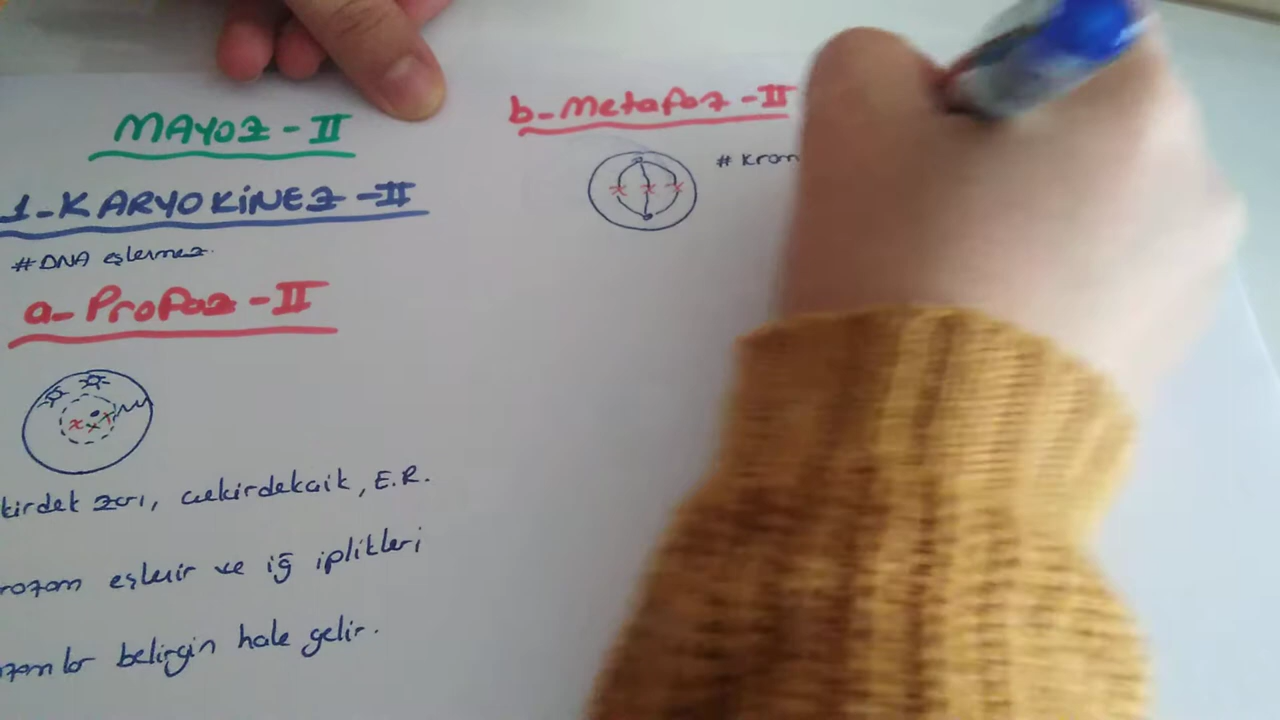 MAYOZ - II
1-KARYOKİNEZ-II
#DNA eşlenmez.
a- Profaz - II
kirdek zarı, çekirdekçik, E.R.
rozom eşlenir ve iğ iplikleri
zomlar belirgin hale gelir.
b-Metafaz-II
# Krom